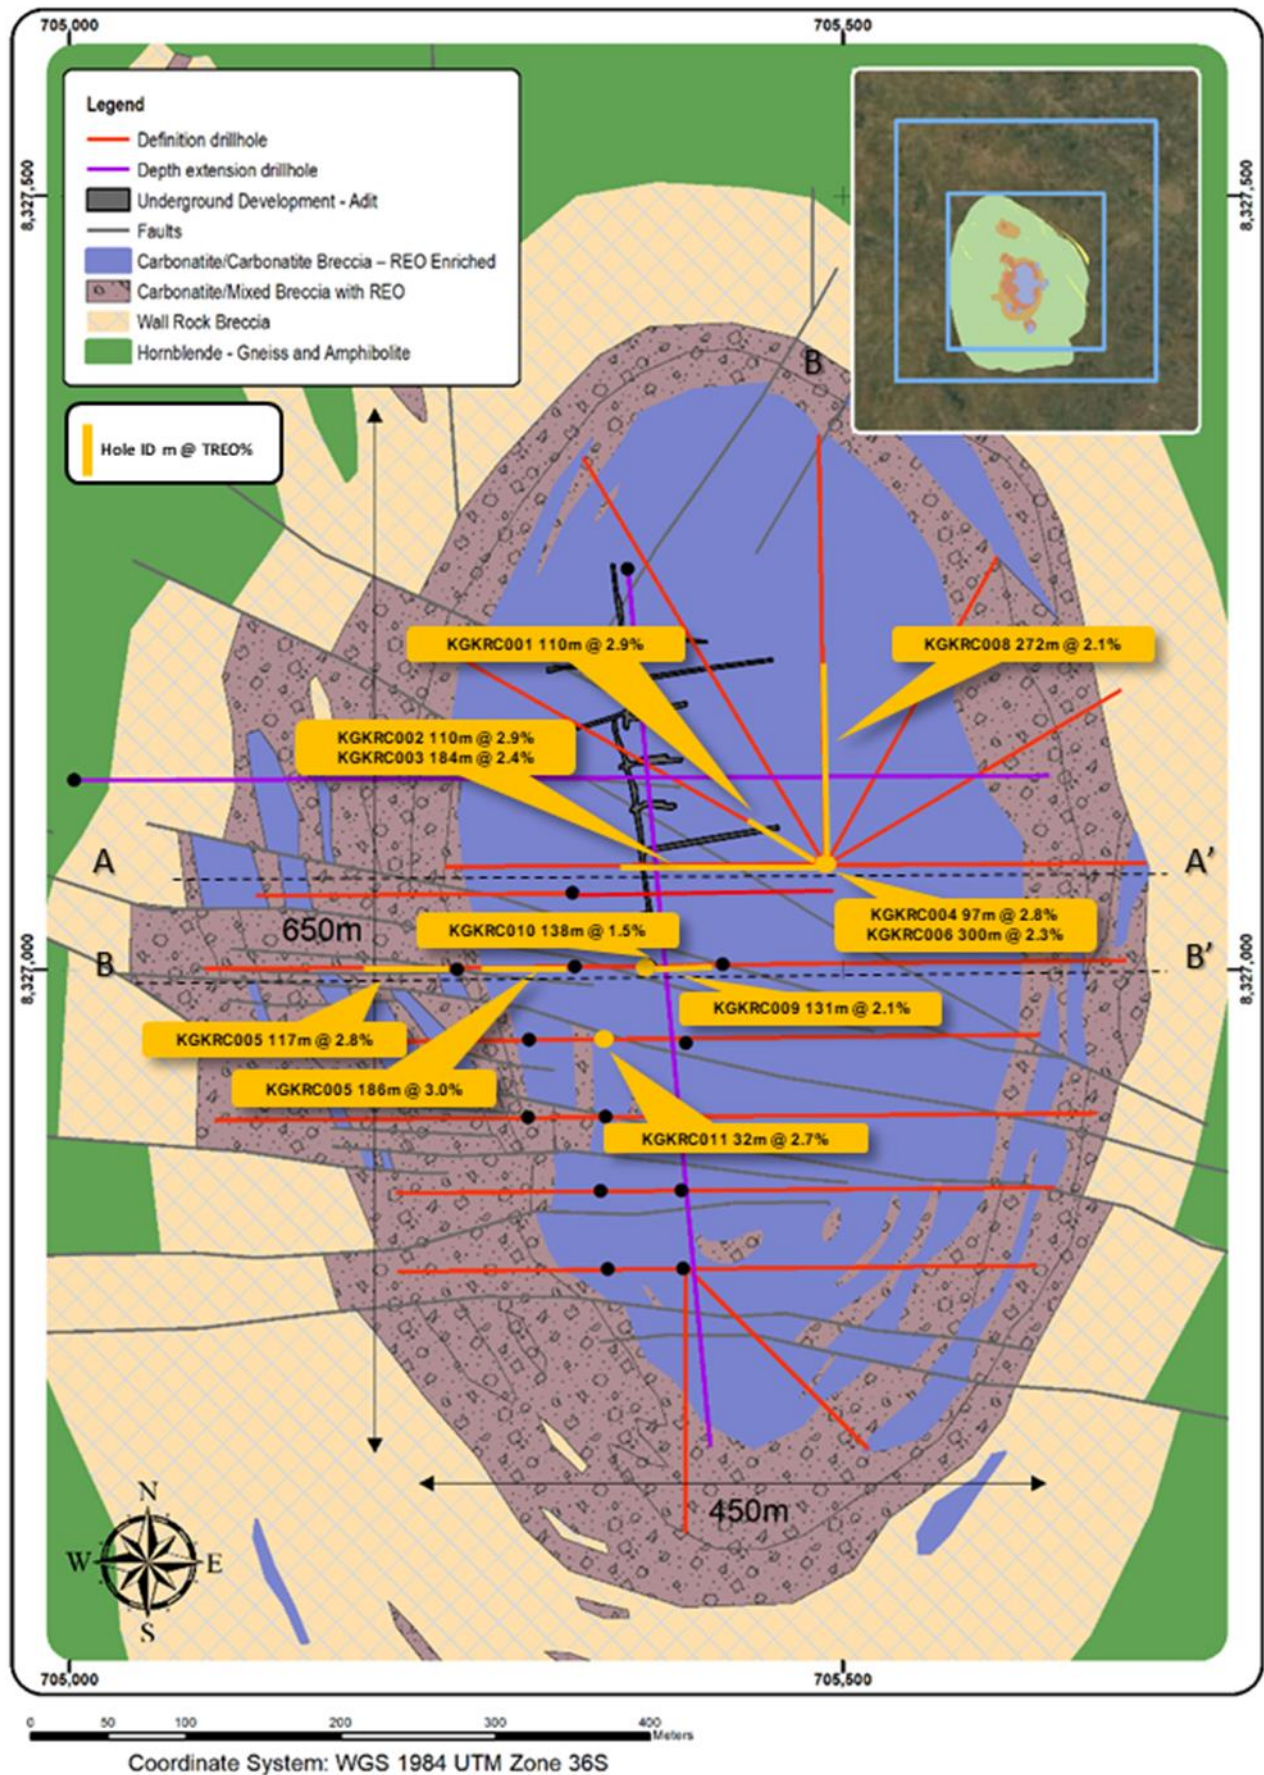 705,000
705,500
8,327,500
8,327,500
Legend
Definition drillhole
Depth extension drillhole
Underground Development - Adit
Faults
Carbonatite/Carbonatite Breccia – REO Enriched
Carbonatite/Mixed Breccia with REO
Wall Rock Breccia
Hornblende - Gneiss and Amphibolite
Hole ID m @ TREO%
B
KGKRC001 110m @ 2.9%
KGKRC008 272m @ 2.1%
KGKRC002 110m @ 2.9%
KGKRC003 184m @ 2.4%
A
A’
KGKRC004 97m @ 2.8%
KGKRC006 300m @ 2.3%
650m
KGKRC010 138m @ 1.5%
B
B’
8,327,000
8,327,000
KGKRC009 131m @ 2.1%
KGKRC005 117m @ 2.8%
KGKRC005 186m @ 3.0%
KGKRC011 32m @ 2.7%
450m
N
W
E
S
705,000
705,500
0 50 100 200 300 400
Meters
Coordinate System: WGS 1984 UTM Zone 36S